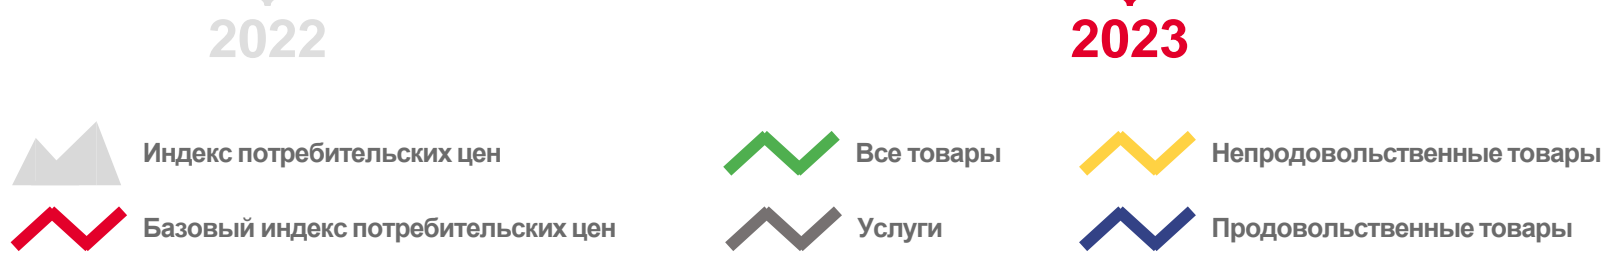 2022 2023
Индекс потребительских цен Все товары Непродовольственные товары
Базовый индекс потребительских цен Услуги Продовольственные товары